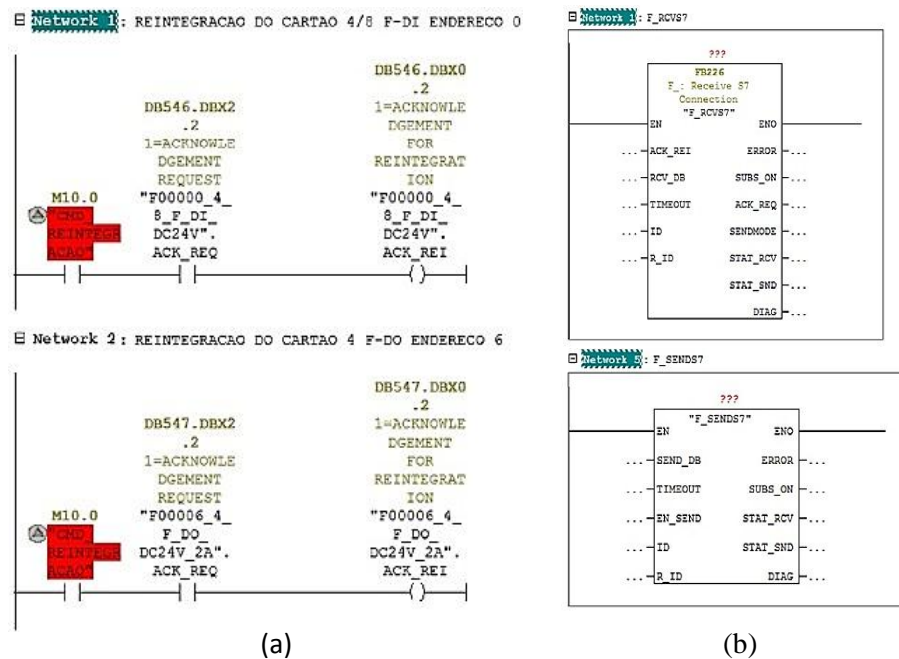 Network 1: REINTEGRACAO DO CARTAO 4/8 F-DI ENDERECO 0
DB546.DBX0
.2
DB546.DBX2
1=ACKNOWLE
.2
DGEMENT
1=ACKNOWLE
FOR
DGEMENT
REINTEGRAT
REQUEST
ION
M10.0
"F00000_4_
"F00000_4_
"CMD_
8_F_DI_
8_F_DI_
REINTEGR
DC24V".
DC24V".
ACAO"
ACK_REQ
ACK_REI
Network 2: REINTEGRACAO DO CARTAO 4 F-DO ENDERECO 6
DB547.DBX0
.2
DB547.DBX2
1=ACKNOWLE
.2
DGEMENT
1=ACKNOWLE
FOR
DGEMENT
REINTEGRAT
REQUEST
ION
M10.0
"F00006_4_
"F00006_4_
"CMD_
F_DO_
F_DO_
REINTEGR
DC24V_2A".
DC24V_2A".
ACAO"
ACK_REQ
ACK_REI
(a)
Network 1: F_RCVS7
???
FB226
F_: Receive S7
Connection
"F_RCVS7"
EN ENO
... ACK_REI ERROR ...
... RCV_DB SUBS_ON ...
... TIMEOUT ACK_REQ ...
... ID SENDMODE ...
... R_ID STAT_RCV ...
STAT_SND ...
DIAG ...
Network 5: F_SENDS7
???
"F_SENDS7"
EN ENO
... SEND_DB ERROR ...
... TIMEOUT SUBS_ON ...
... EN_SEND STAT_RCV ...
... ID STAT_SND ...
... R_ID DIAG ...
(b)